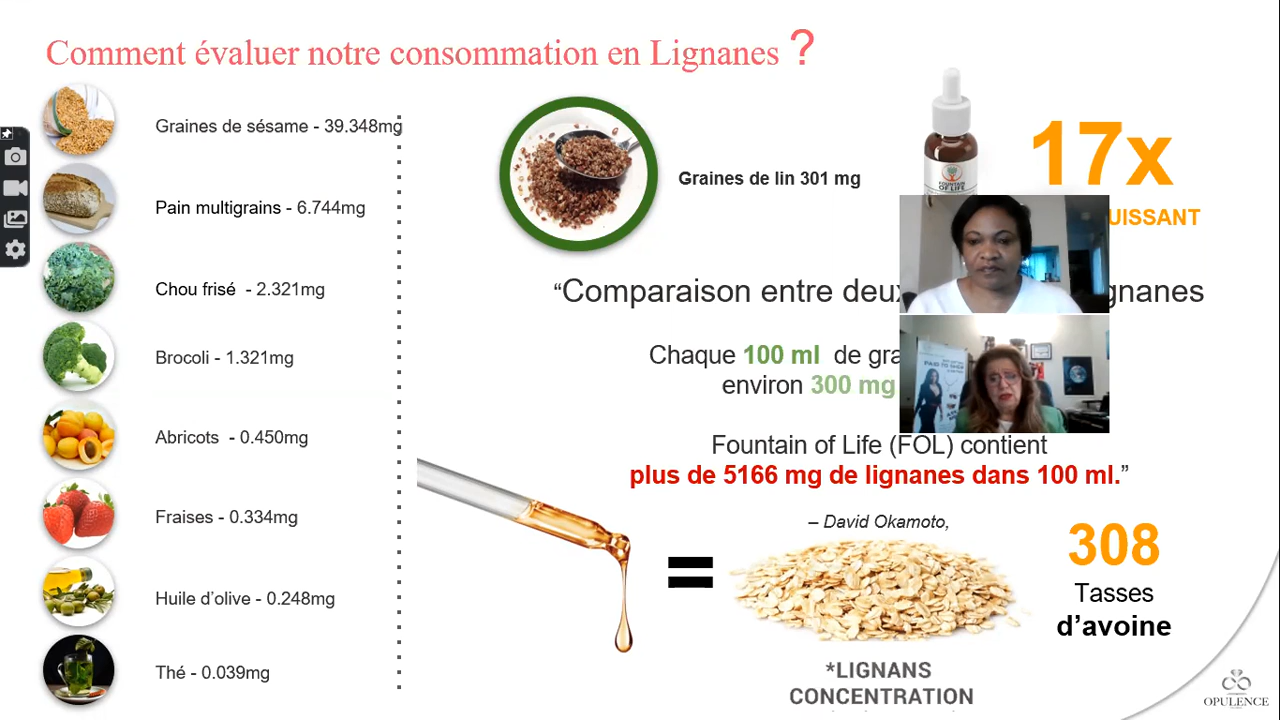 Comment évaluer notre consommation en Lignanes ?
Graines de sésame - 39.348mg
Pain multigrains - 6.744mg
Chou frisé - 2.321mg
Brocoli - 1.321mg
Abricots - 0.450mg
Fraises - 0.334mg
Huile d'olive - 0.248mg
Thé - 0.039mg
Graines de lin 301 mg
FOUNTAIN
OF LIFE
17x
UISSANT
“Comparaison entre deux gnanes
Chaque 100 ml de gra
environ 300 mg
Fountain of Life (FOL) contient
plus de 5166 mg de lignanes dans 100 ml.”
– David Okamoto,
=
308
Tasses
d'avoine
*LIGNANS
CONCENTRATION
OPULENCE